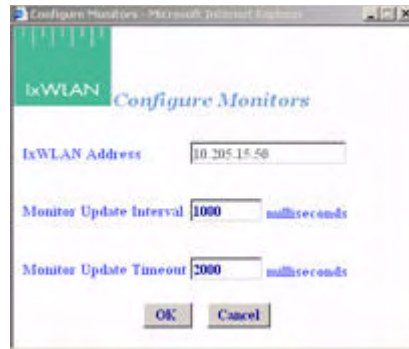 Configure Monitors - Microsoft Internet Explorer
IxWLAN
Configure Monitors
IxWLAN Address 10.205.15.50
Monitor Update Interval 1000 milliseconds
Monitor Update Timeout 2000 milliseconds
OK Cancel